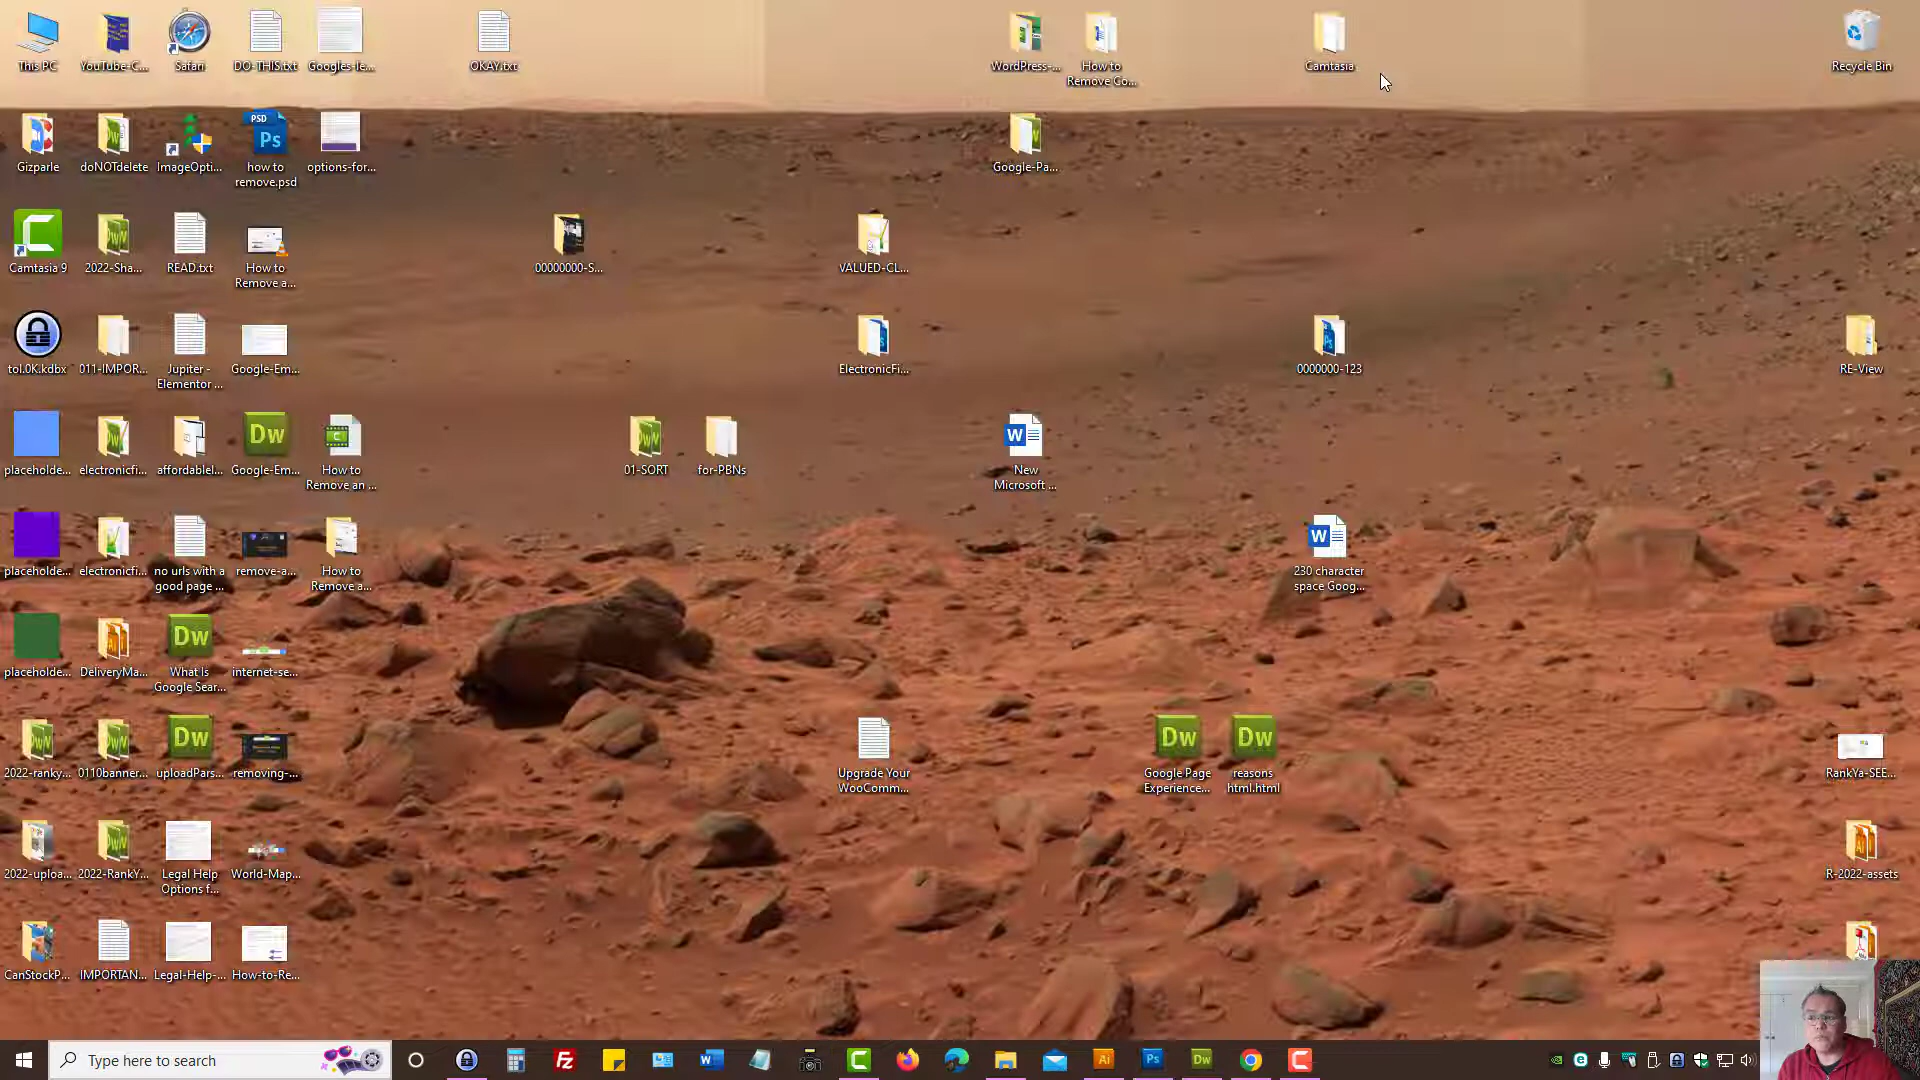 This PC
YouTube-C...
Safari
DO-THIS.txt
Googles-le...
OKAY.txt
WordPress-...
How to
Remove Go...
Camtasia
Recycle Bin
Gizparle
doNOTdelete
ImageOpti...
PSD
Ps
how to
remove.psd
options-for...
Google-Pa...
Camtasia 9
2022-Sha...
READ.txt
How to
Remove a...
00000000-S...
VALUED-CL...
tol.0K.kdbx
011-IMPOR...
Jupiter -
Elementor ...
Google-Em...
ElectronicFi...
0000000-123
RE-View
placeholde...
electronicfi...
affordablel...
Dw
Google-Em...
How to
Remove an ...
01-SORT
for-PBNs
New
Microsoft ...
placeholde...
electronicfi...
no urls with a
good page ...
remove-a...
How to
Remove a...
230 character
space Goog...
placeholde...
DeliveryMa...
Dw
What Is
Google Sear...
internet-se...
2022-ranky...
0110banner...
Dw
uploadPars...
removing-...
Upgrade Your
WooComm...
Dw
Google Page
Experience...
Dw
reasons
html.html
RankYa-SEE...
2022-uploa...
2022-RankY...
Legal Help
Options f...
World-Map...
R-2022-assets
CanStockP...
IMPORTAN...
Legal-Help-...
How-to-Re...
Type here to search